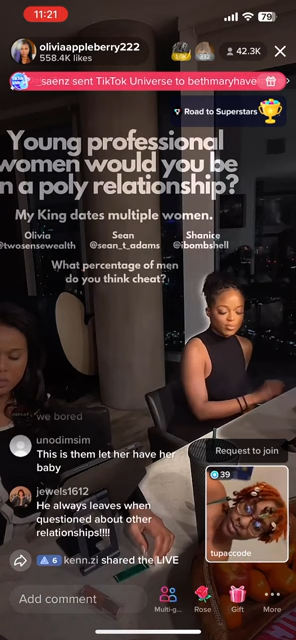 11:21
79
oliviaappleberry222
558.4K likes
42.3K
_saenz sent TikTok Universe to bethmaryhave
Road to Superstars
Young professional
women would you be
n a poly relationship?
My King dates multiple women.
Olivia Sean Shanice
@twosensewealth @sean_t_adams @ibombshell
What percentage of men
do you think cheat?
we bored
unodimsim
This is them let her have her
baby
jewels1612
He always leaves when
questioned about other
relationships!!!!
6 kenn.zi shared the LIVE
Request to join
39
tupaccode
Add comment
Multi-g...
Rose
Gift
More